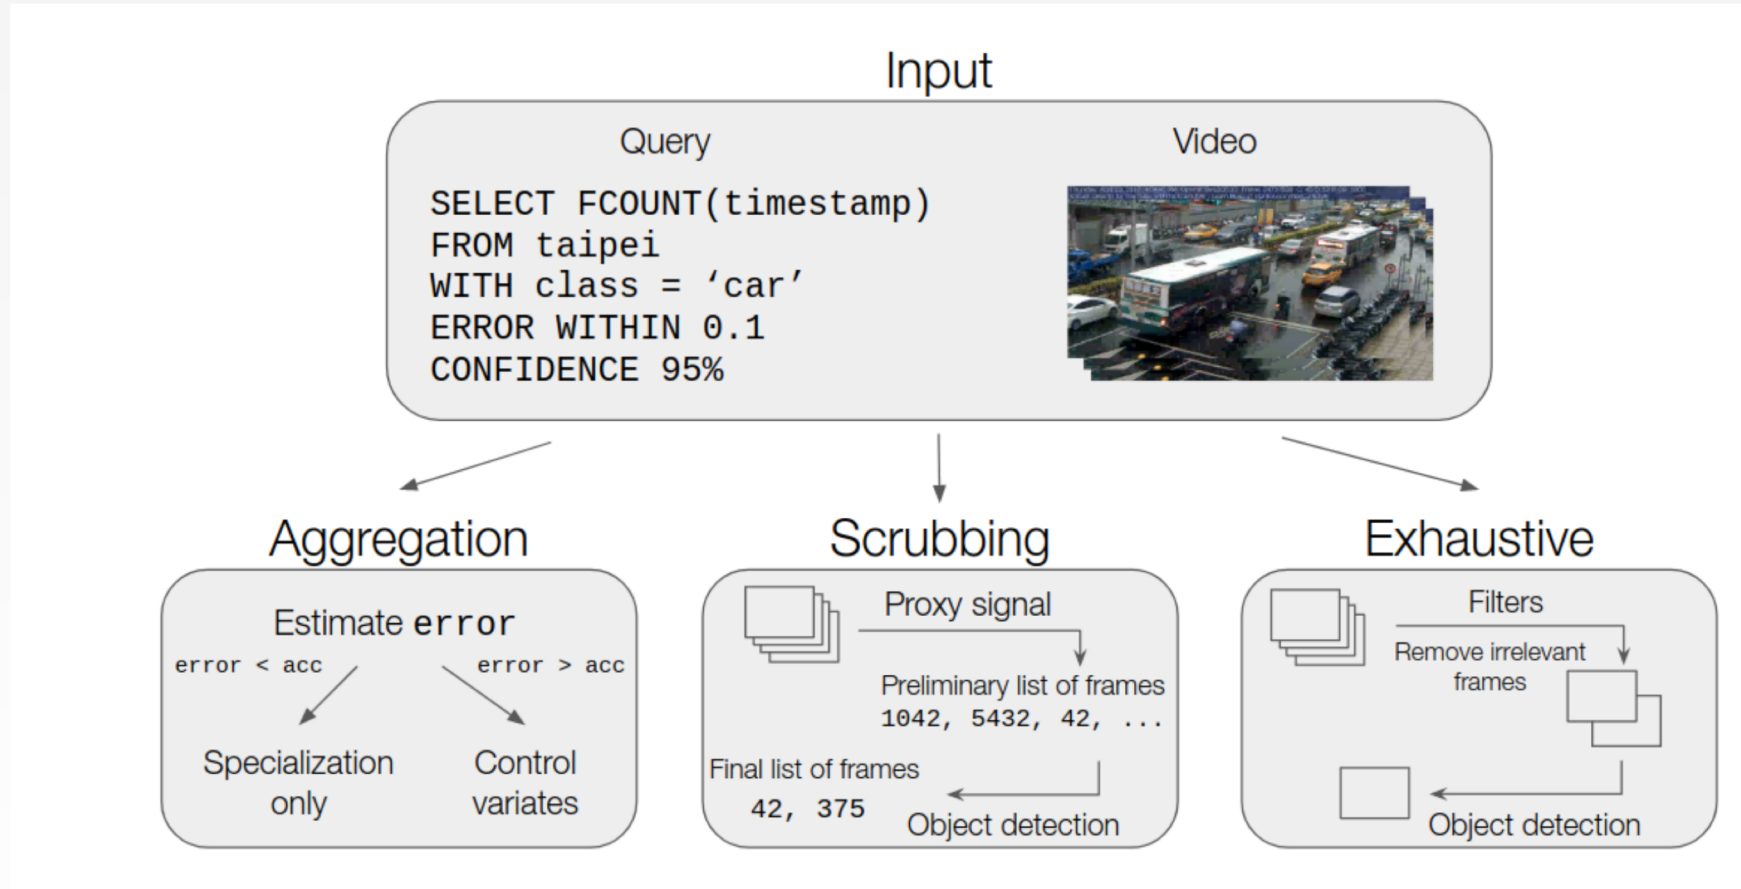 Input
Query
SELECT FCOUNT(timestamp)
FROM taipei
WITH class = ‘car’
ERROR WITHIN 0.1
CONFIDENCE 95%
Video
Aggregation
Estimate error
error < acc
error > acc
Specialization
only
Control
variates
Scrubbing
Proxy signal
Preliminary list of frames
1042, 5432, 42, ...
Final list of frames
42, 375
Object detection
Exhaustive
Filters
Remove irrelevant
frames
Object detection